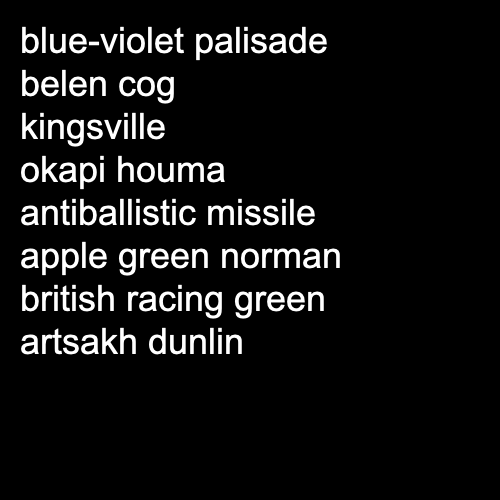 blue-violet palisade
belen cog
kingsville
okapi houma
antiballistic missile
apple green norman
british racing green
artsakh dunlin